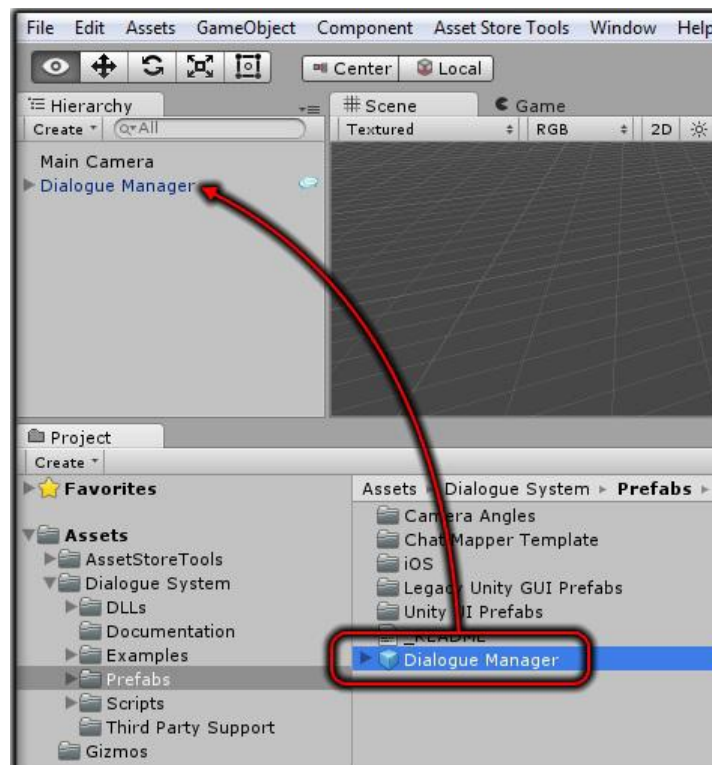 File Edit Assets GameObject Component Asset Store Tools Window Help
Center Local
Hierarchy
Create All
Main Camera
Dialogue Manager
Scene Game
Textured RGB 2D
Project
Create
Favorites
Assets
AssetStoreTools
Dialogue System
DLLs
Documentation
Examples
Prefabs
Scripts
Third Party Support
Gizmos
Assets Dialogue System Prefabs
Camera Angles
Chat Mapper Template
iOS
Legacy Unity GUI Prefabs
Unity UI Prefabs
_README
Dialogue Manager